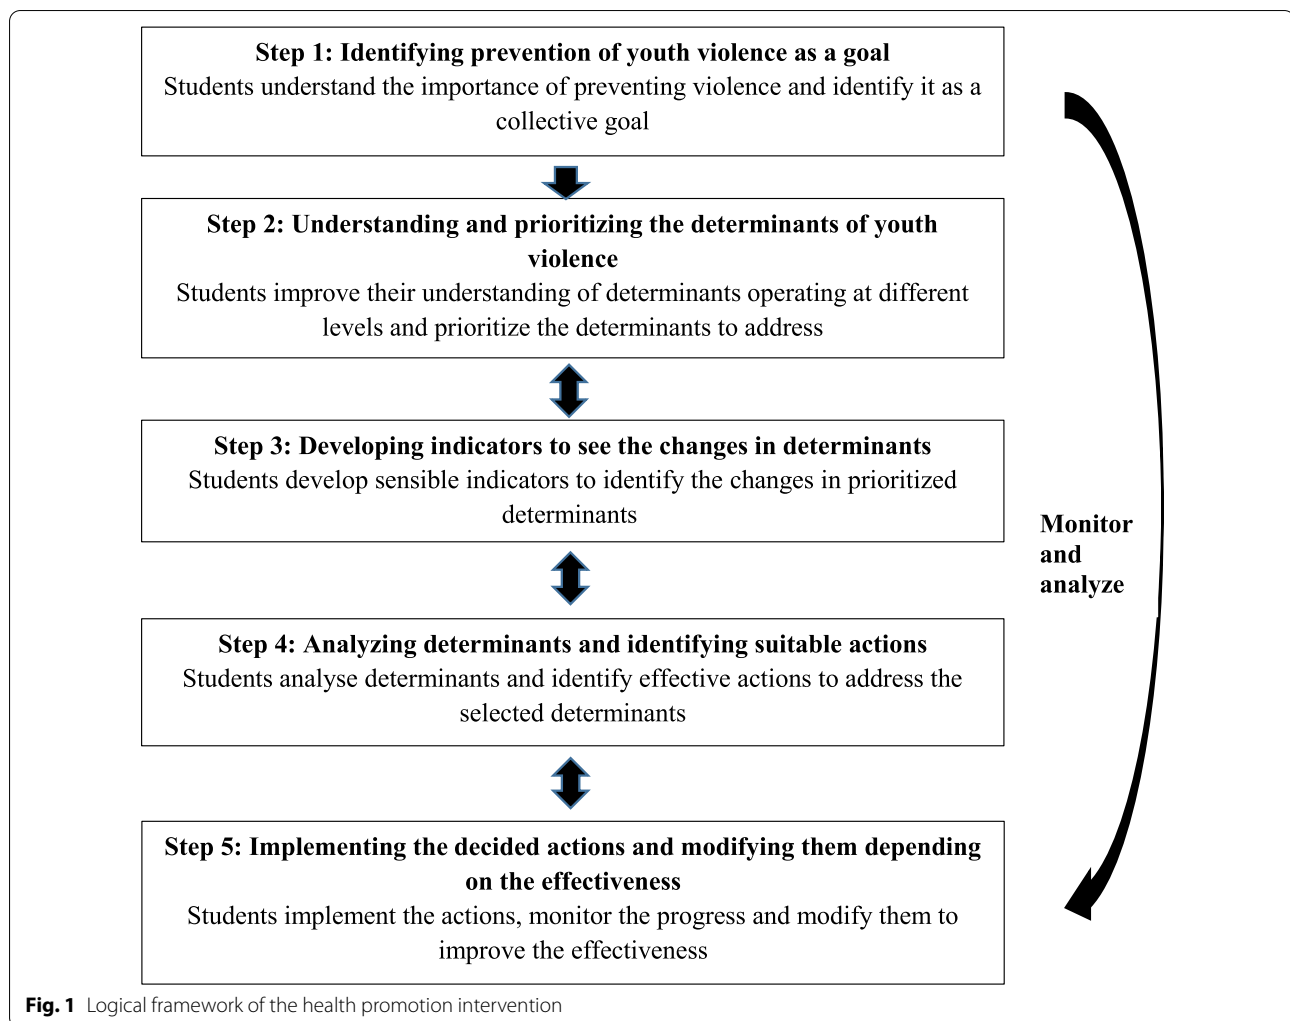 Step 1: Identifying prevention of youth violence as a goal
Students understand the importance of preventing violence and identify it as a
collective goal
Step 2: Understanding and prioritizing the determinants of youth
violence
Students improve their understanding of determinants operating at different
levels and prioritize the determinants to address
Step 3: Developing indicators to see the changes in determinants
Students develop sensible indicators to identify the changes in prioritized
determinants
Step 4: Analyzing determinants and identifying suitable actions
Students analyse determinants and identify effective actions to address the
selected determinants
Step 5: Implementing the decided actions and modifying them depending
on the effectiveness
Students implement the actions, monitor the progress and modify them to
improve the effectiveness
Monitor
and
analyze
Fig. 1 Logical framework of the health promotion intervention